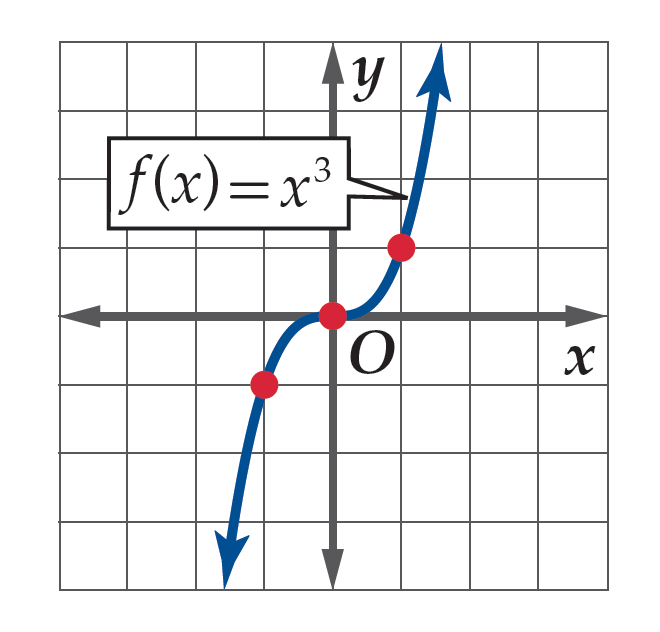 y
f(x) = x³
O
x